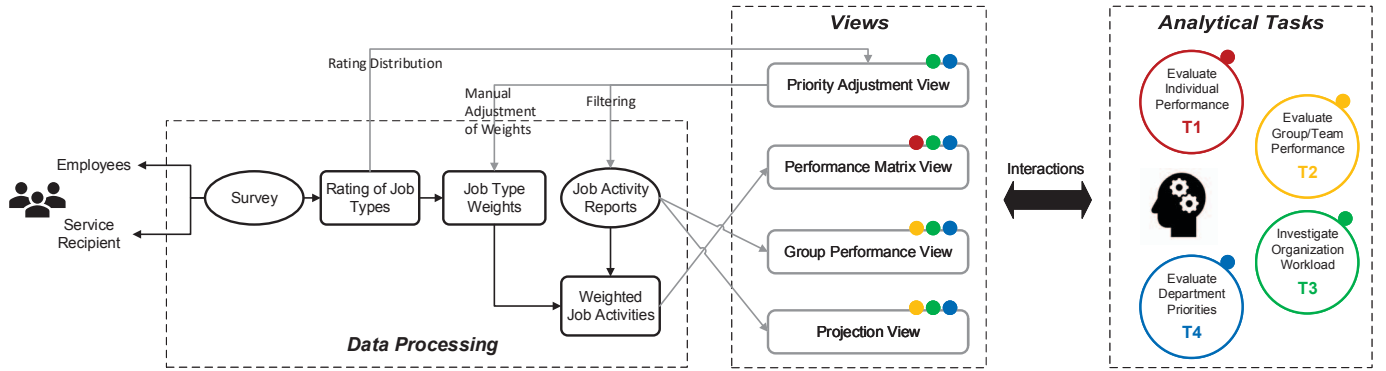 Views
Analytical Tasks
Rating Distribution
Manual
Adjustment
of Weights
Filtering
Priority Adjustment View
Evaluate
Individual
Performance
T1
Evaluate
Group/Team
Performance
T2
Employees
Service
Recipient
Survey
Rating of Job
Types
Job Type
Weights
Job Activity
Reports
Performance Matrix View
Interactions
Group Performance View
Investigate
Organization
Workload
T3
Weighted
Job Activities
Projection View
Evaluate
Department
Priorities
T4
Data Processing